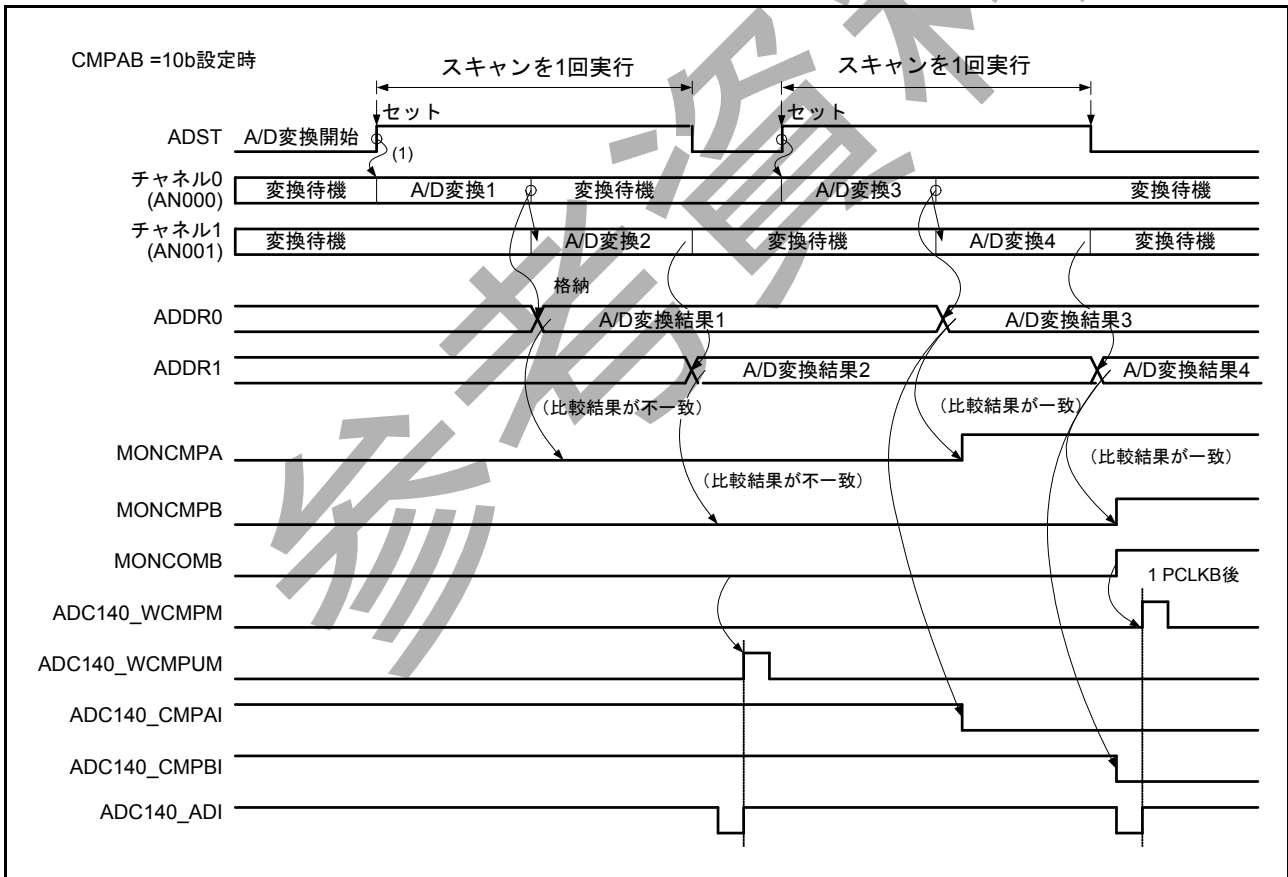 CMPAB =10b設定時
スキャンを1回実行
スキャンを1回実行
セット
セット
ADST
A/D変換開始
(1)
チャネル0
(AN000)
変換待機
A/D変換1
変換待機
A/D変換3
変換待機
チャネル1
(AN001)
変換待機
A/D変換2
変換待機
A/D変換4
変換待機
格納
ADDR0
A/D変換結果1
A/D変換結果3
ADDR1
A/D変換結果2
A/D変換結果4
（比較結果が不一致）
（比較結果が一致）
MONCMPA
（比較結果が一致）
（比較結果が不一致）
MONCMPB
MONCOMB
1 PCLKB後
ADC140_WCMPM
ADC140_WCMPUM
ADC140_CMPAI
ADC140_CMPBI
ADC140_ADI
参考資料